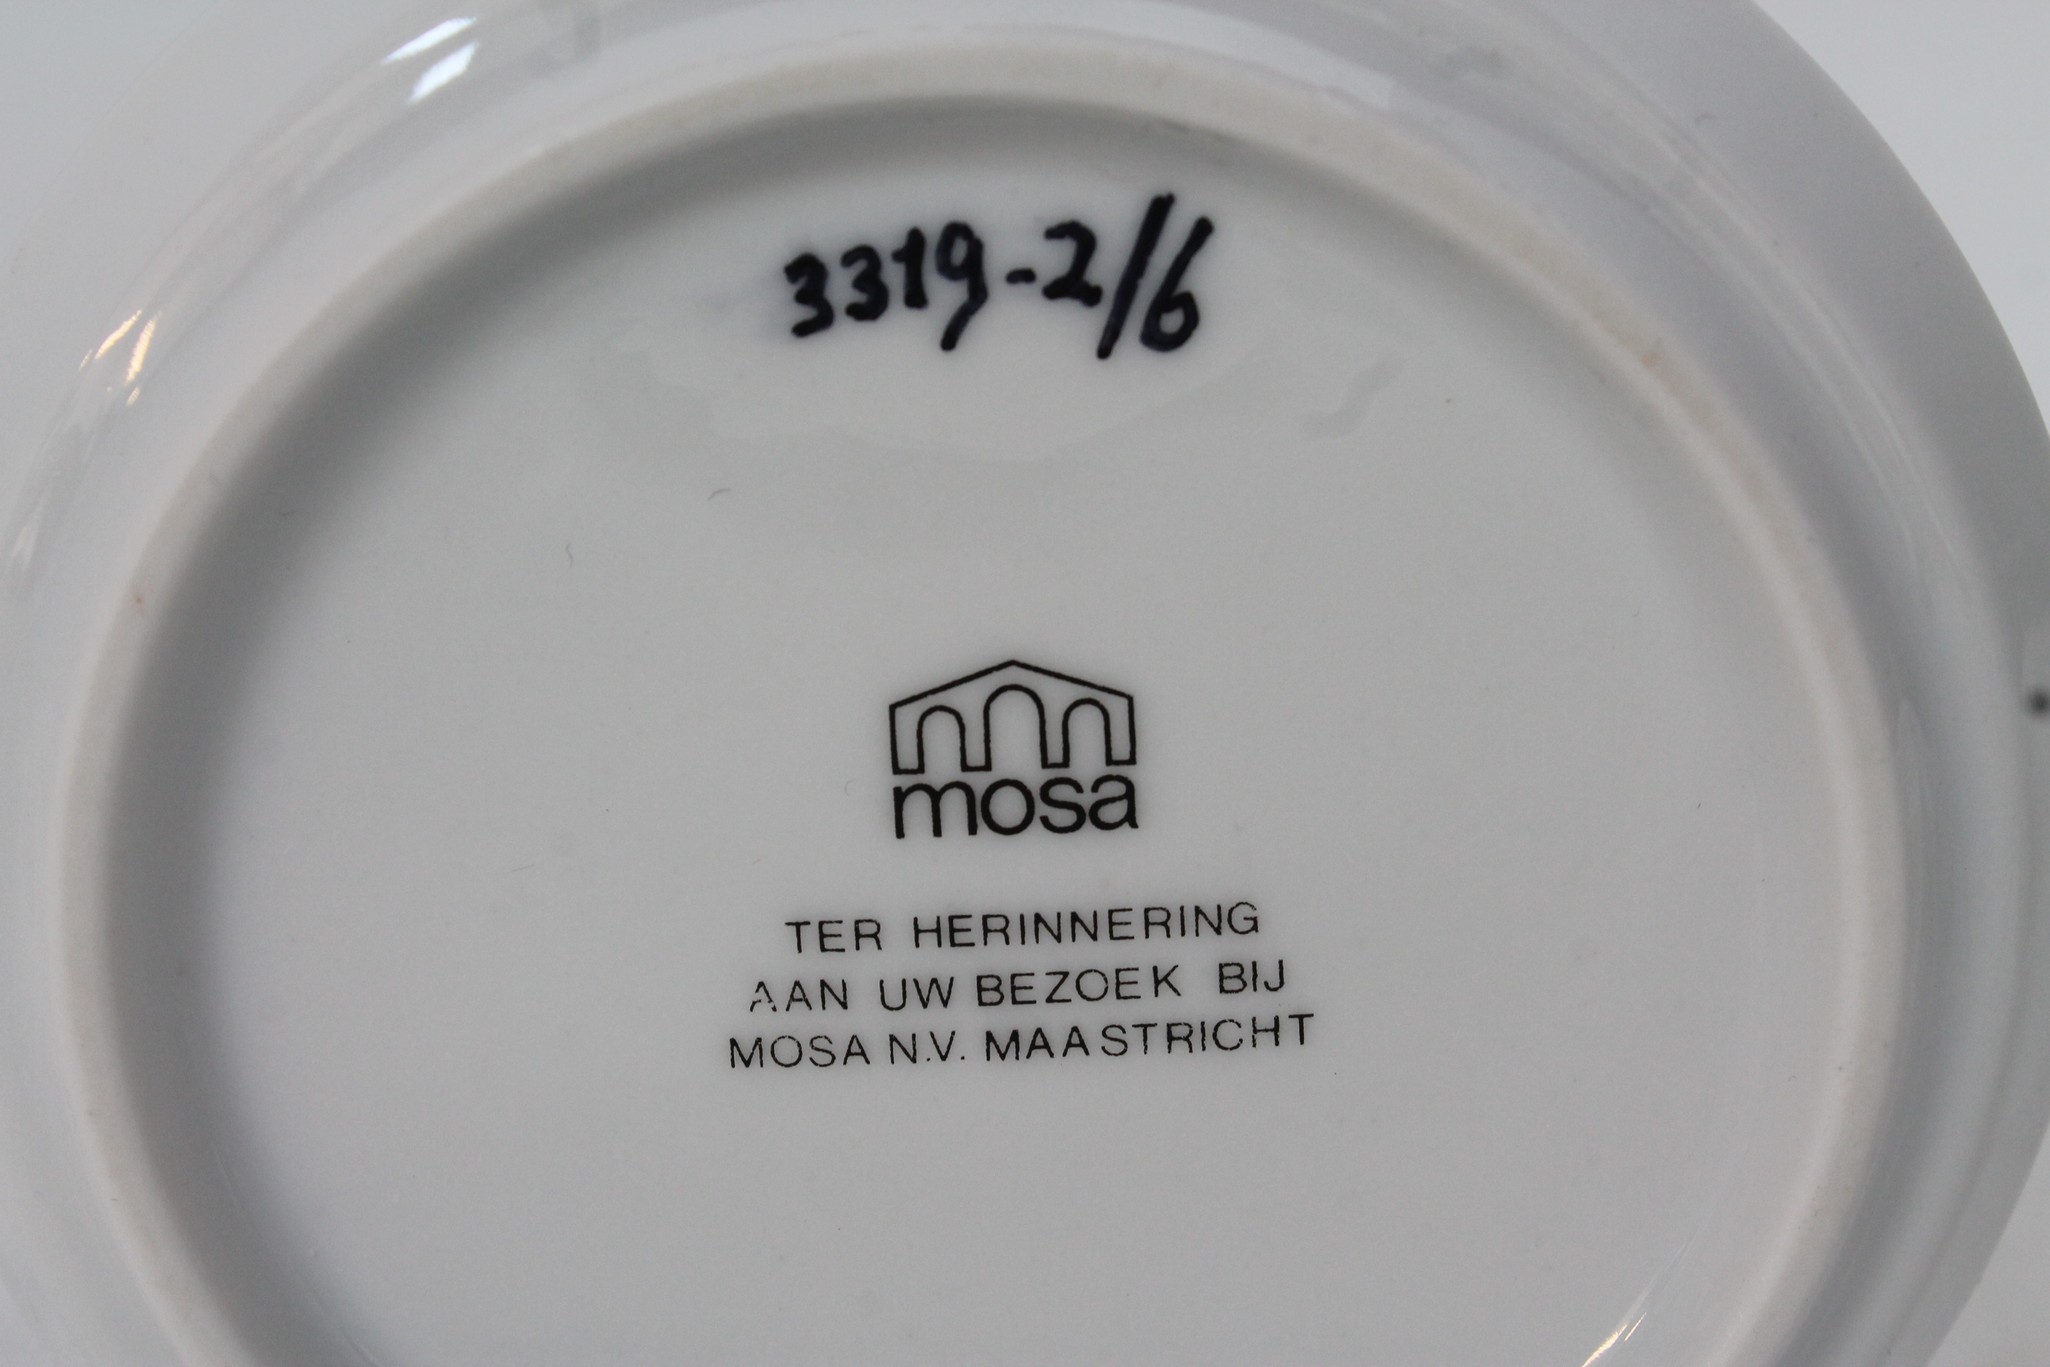 3319-2/6
mosa
TER HERINNERING
AAN UW BEZOEK BIJ
MOSA N.V. MAASTRICHT